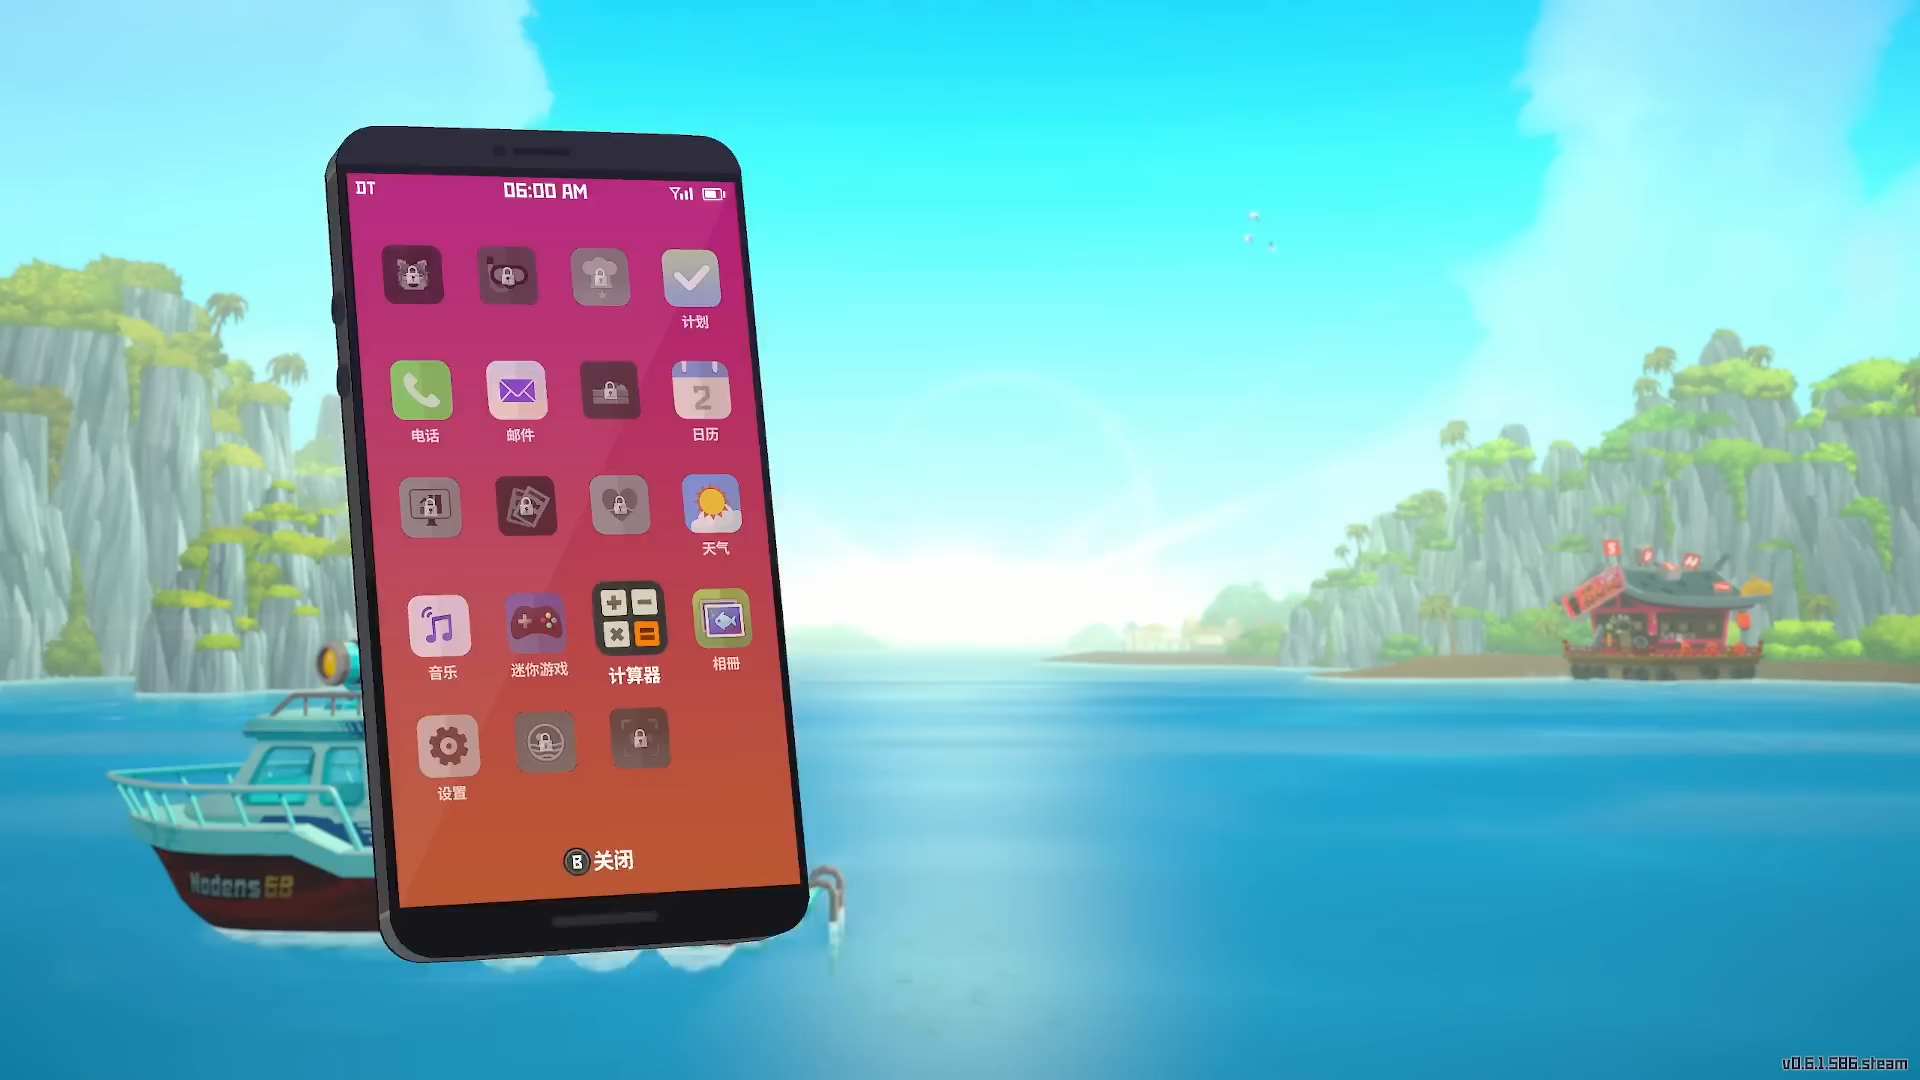 DT 06:00 AM
计划
电话 邮件 2 日历
天气
音乐 迷你游戏 计算器 相冊
设置
B 关闭
Nodens 68
v0.6.1.586.steam